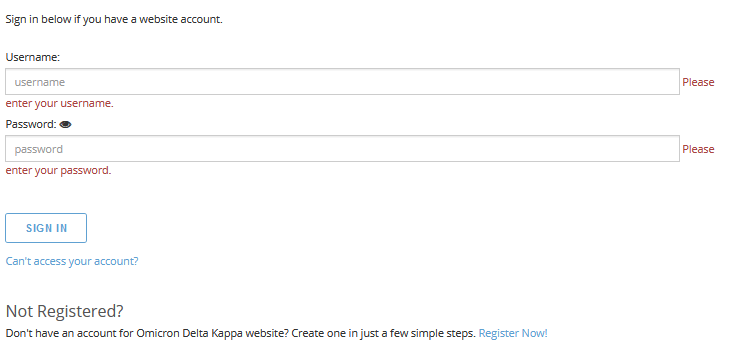 Sign in below if you have a website account.
Username:
username Please
enter your username.
Password:
password Please
enter your password.
SIGN IN
Can't access your account?
Not Registered?
Don't have an account for Omicron Delta Kappa website? Create one in just a few simple steps. Register Now!